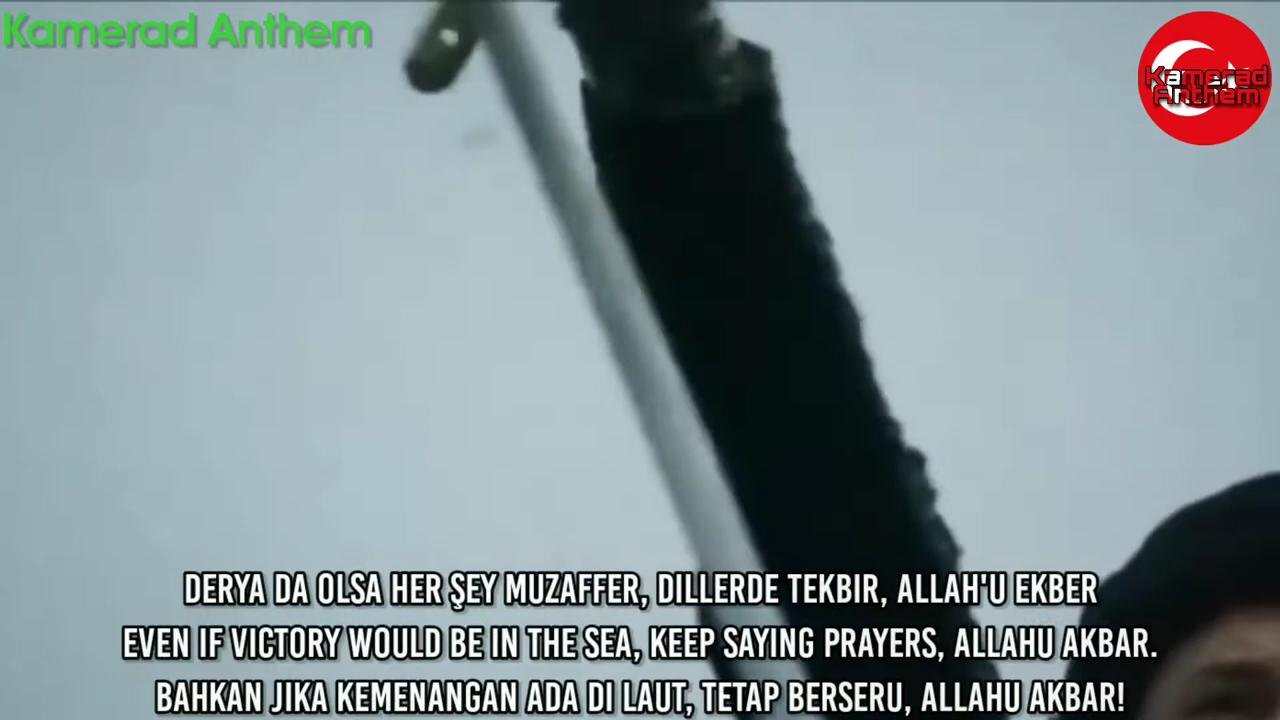 Kamerad Anthem
Kamerad
Anthem
DERYA DA OLSA HER ŞEY MUZAFFER, DILLERDE TEKBIR, ALLAH'U EKBER
EVEN IF VICTORY WOULD BE IN THE SEA, KEEP SAYING PRAYERS, ALLAHU AKBAR.
BAHKAN JIKA KEMENANGAN ADA DI LAUT, TETAP BERSERU, ALLAHU AKBAR!